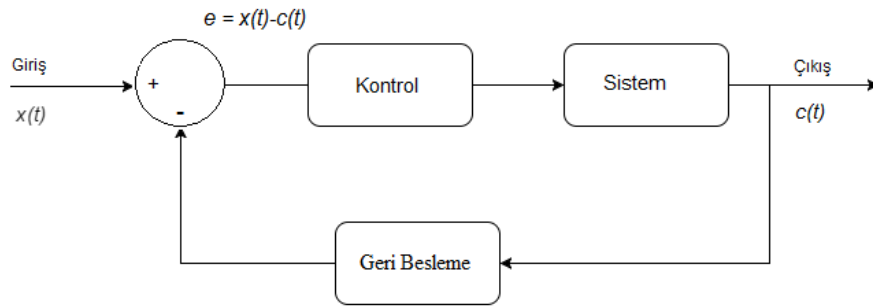 e = x(t)-c(t)
Giriş
+
Kontrol
Sistem
Çıkış
x(t)
-
c(t)
Geri Besleme